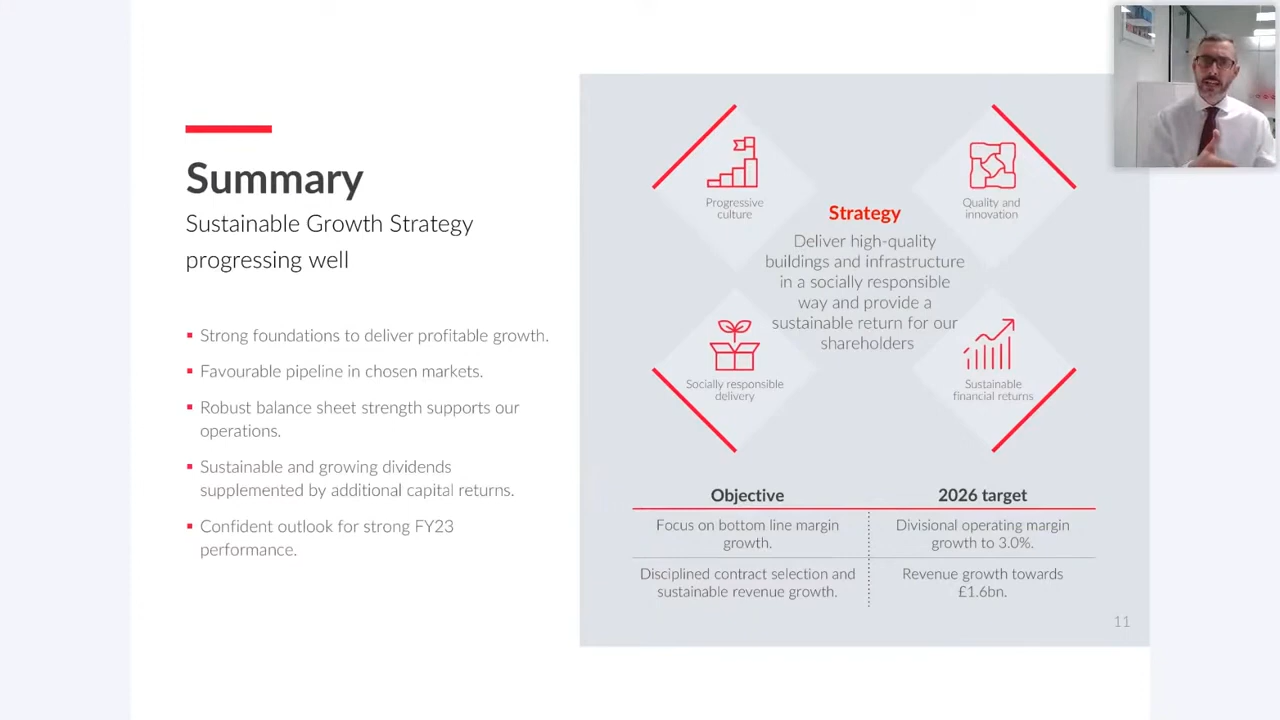 Summary
Sustainable Growth Strategy
progressing well
Strong foundations to deliver profitable growth.
Favourable pipeline in chosen markets.
Robust balance sheet strength supports our
operations.
Sustainable and growing dividends
supplemented by additional capital returns.
Confident outlook for strong FY23
performance.
Progressive
culture
Quality and
innovation
Strategy
Deliver high-quality
buildings and infrastructure
in a socially responsible
way and provide a
sustainable return for our
shareholders
Socially responsible
delivery
Sustainable
financial returns
Objective
2026 target
Focus on bottom line margin
growth.
Divisional operating margin
growth to 3.0%.
Disciplined contract selection and
sustainable revenue growth.
Revenue growth towards
£1.6bn.
11